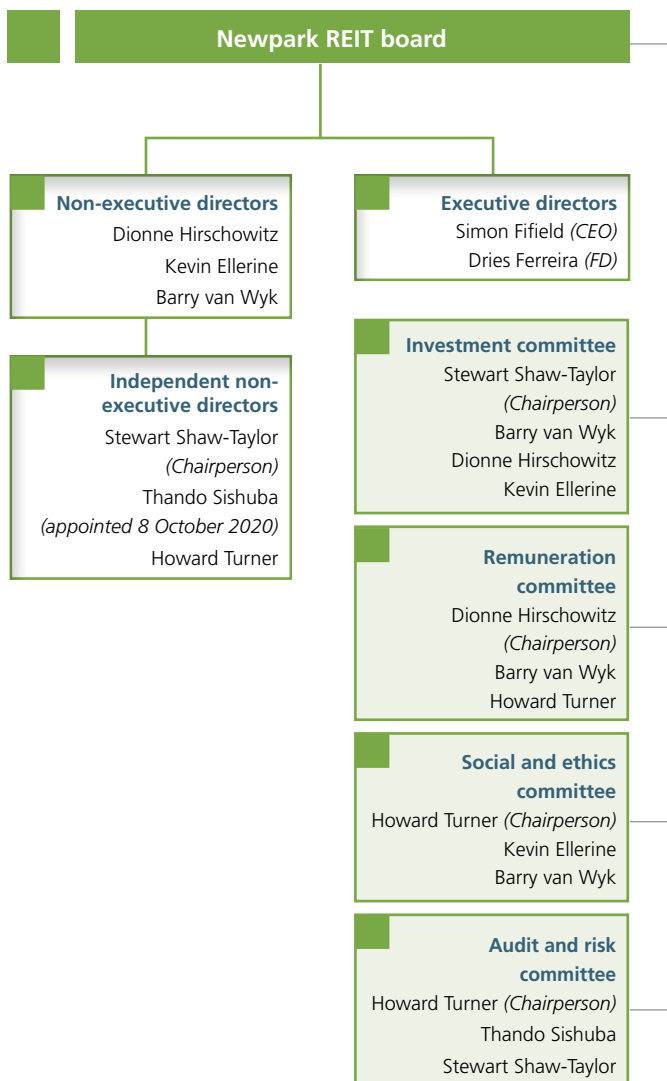 Newpark REIT board
Non-executive directors
Dionne Hirschowitz
Kevin Ellerine
Barry van Wyk
Independent non-
executive directors
Stewart Shaw-Taylor
(Chairperson)
Thando Sishuba
(appointed 8 October 2020)
Howard Turner
Executive directors
Simon Fifield (CEO)
Dries Ferreira (FD)
Investment committee
Stewart Shaw-Taylor
(Chairperson)
Barry van Wyk
Dionne Hirschowitz
Kevin Ellerine
Remuneration
committee
Dionne Hirschowitz
(Chairperson)
Barry van Wyk
Howard Turner
Social and ethics
committee
Howard Turner (Chairperson)
Kevin Ellerine
Barry van Wyk
Audit and risk
committee
Howard Turner (Chairperson)
Thando Sishuba
Stewart Shaw-Taylor